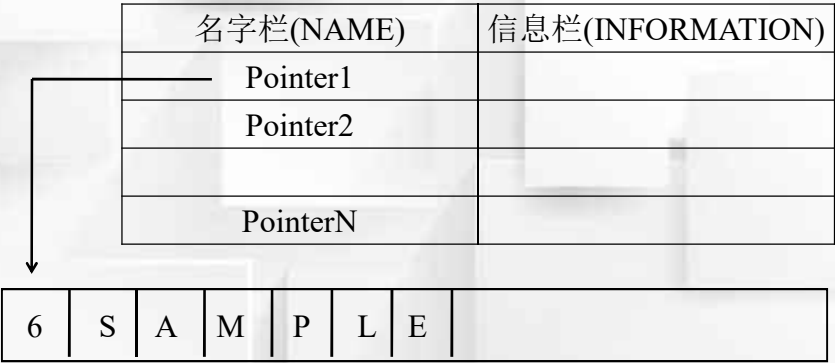 名字栏(NAME) 信息栏(INFORMATION)
Pointer1
Pointer2
PointerN
6 S A M P L E